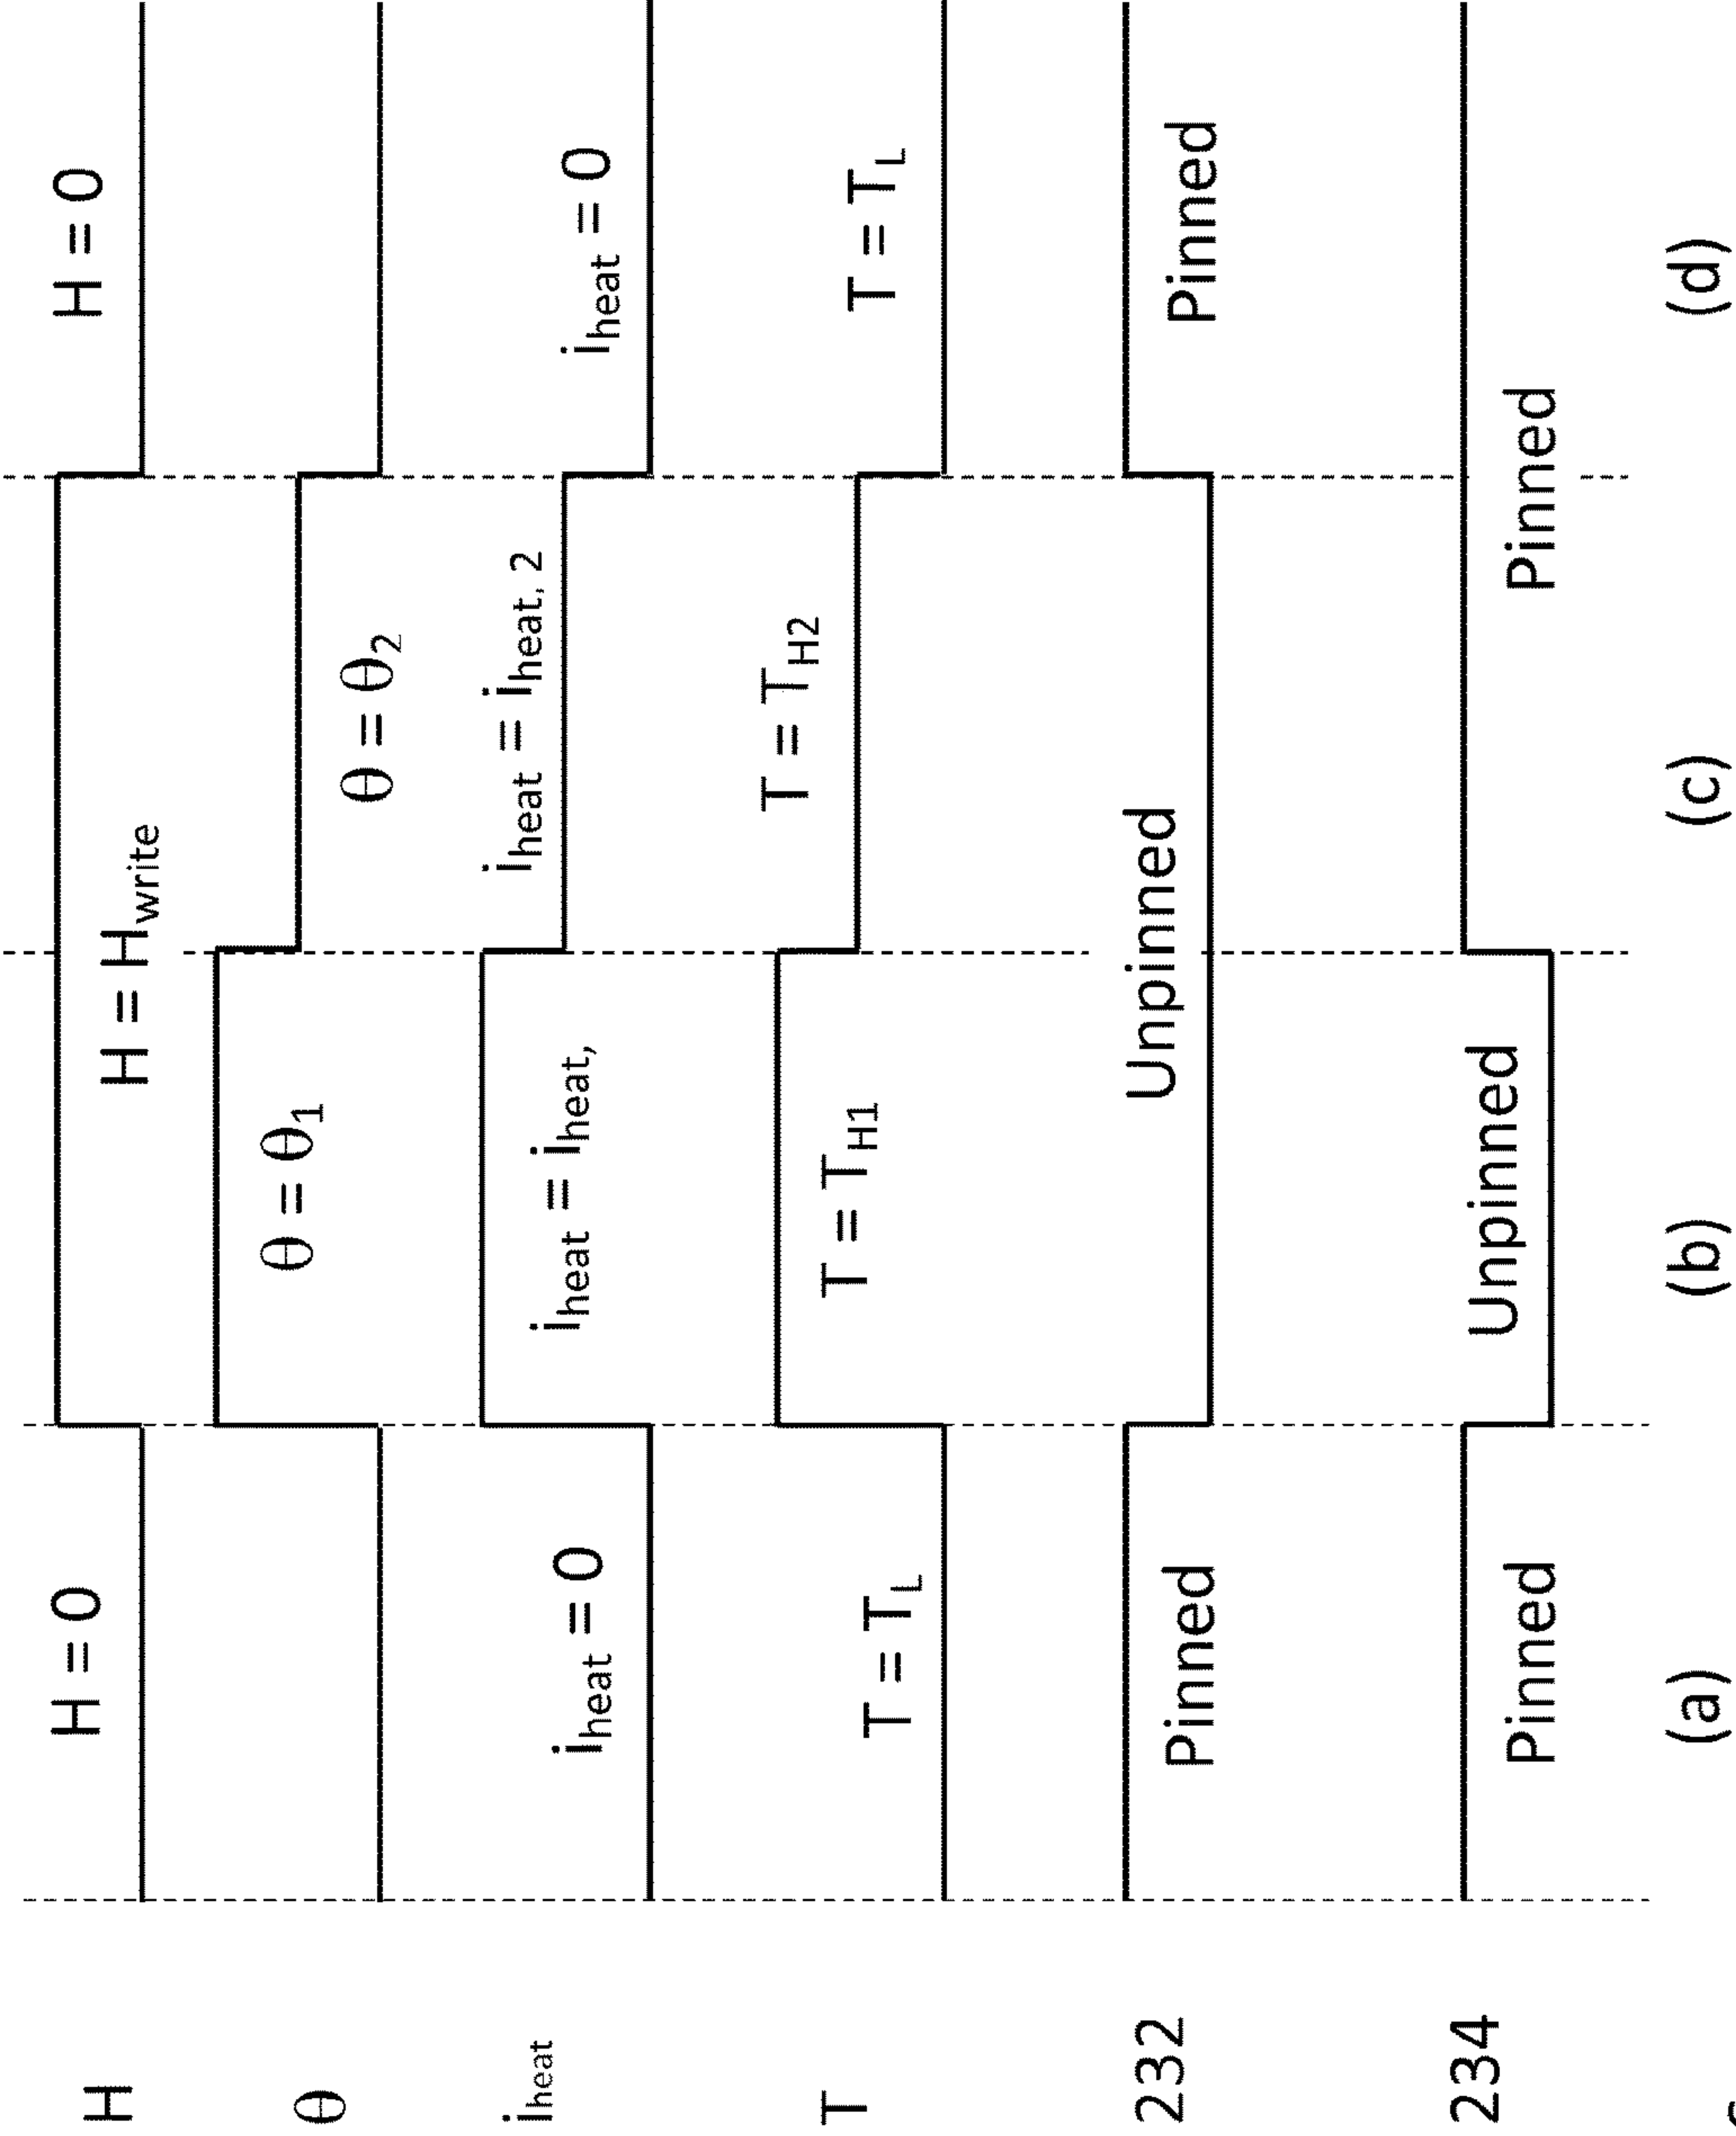 H
H = 0
H = H_write
H = 0
θ
θ = θ_1
θ = θ_2
i_heat
i_heat = 0
i_heat = i_heat,
i_heat = i_heat, 2
i_heat = 0
T
T = T_L
T = T_H1
T = T_H2
T = T_L
232
Pinned
Unpinned
Pinned
234
Pinned
Unpinned
Pinned
(a)
(b)
(c)
(d)